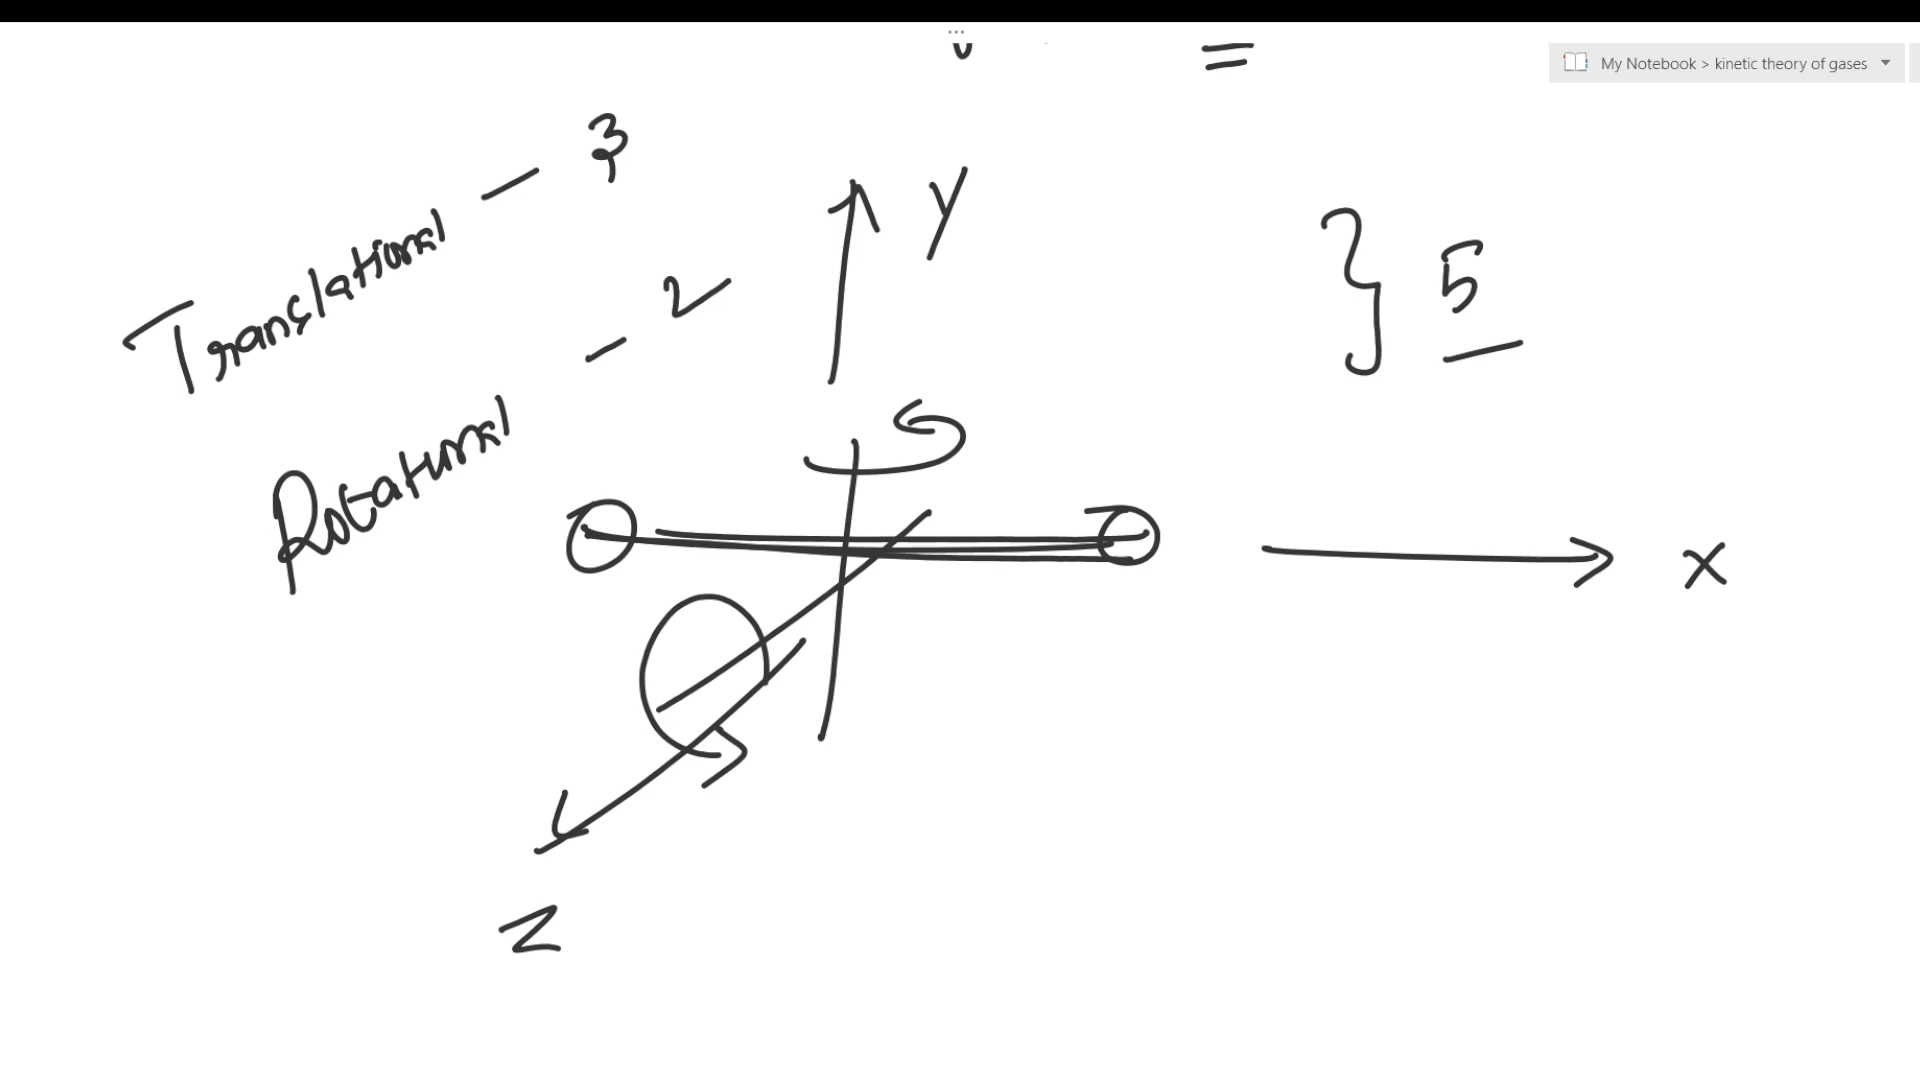 =
My Notebook > kinetic theory of gases
Translational - 3
Rotational - 2
} 5
Y
X
Z